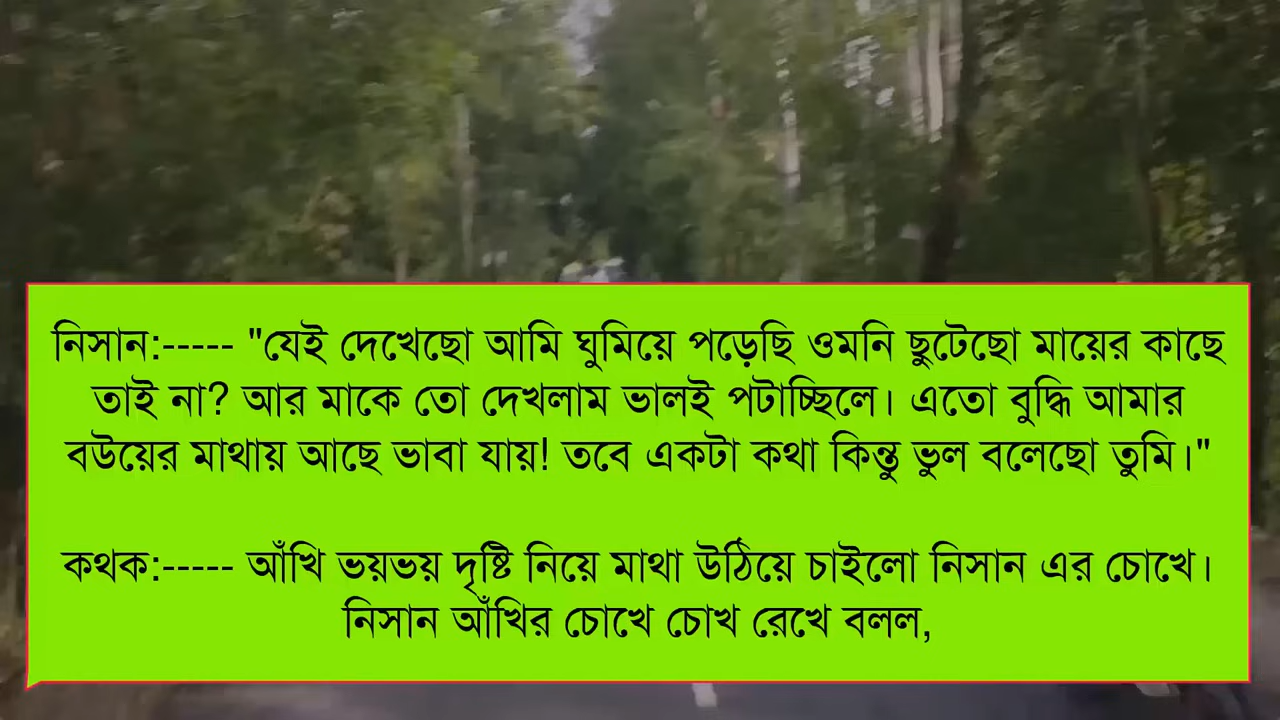 নিসান:----- "যেই দেখেছো আমি ঘুমিয়ে পড়েছি ওমনি ছুটেছো মায়ের কাছে
তাই না? আর মাকে তো দেখলাম ভালই পটাচ্ছিলে। এতো বুদ্ধি আমার
বউয়ের মাথায় আছে ভাবা যায়! তবে একটা কথা কিন্তু ভুল বলেছো তুমি।"
কথক:----- আঁখি ভয়ভয় দৃষ্টি নিয়ে মাথা উঠিয়ে চাইলো নিসান এর চোখে।
নিসান আঁখির চোখে চোখ রেখে বলল,